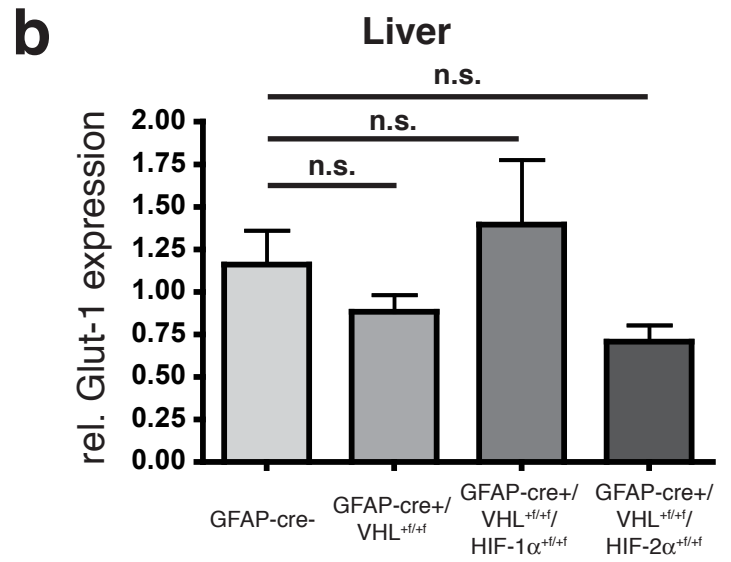 b
Liver
n.s.
n.s.
n.s.
rel. Glut-1 expression
2.00
1.75
1.50
1.25
1.00
0.75
0.50
0.25
0.00
GFAP-cre-
GFAP-cre+/
VHL+f/+f
GFAP-cre+/
VHL+f/+f/
HIF-1α+f/+f
GFAP-cre+/
VHL+f/+f/
HIF-2α+f/+f